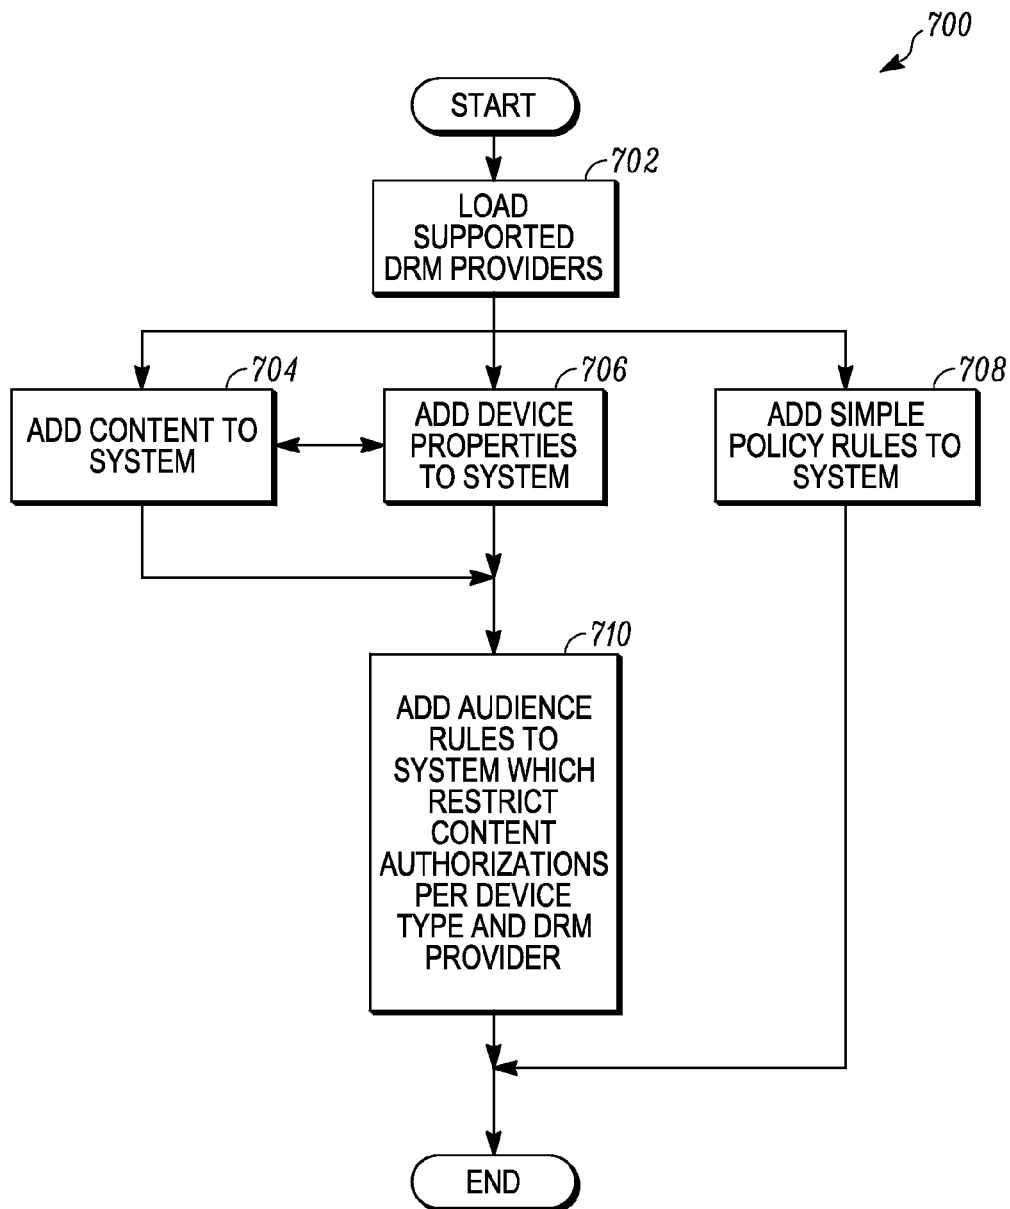 700
START
702
LOAD
SUPPORTED
DRM PROVIDERS
704
ADD CONTENT TO
SYSTEM
706
ADD DEVICE
PROPERTIES
TO SYSTEM
708
ADD SIMPLE
POLICY RULES TO
SYSTEM
710
ADD AUDIENCE
RULES TO
SYSTEM WHICH
RESTRICT
CONTENT
AUTHORIZATIONS
PER DEVICE
TYPE AND DRM
PROVIDER
END